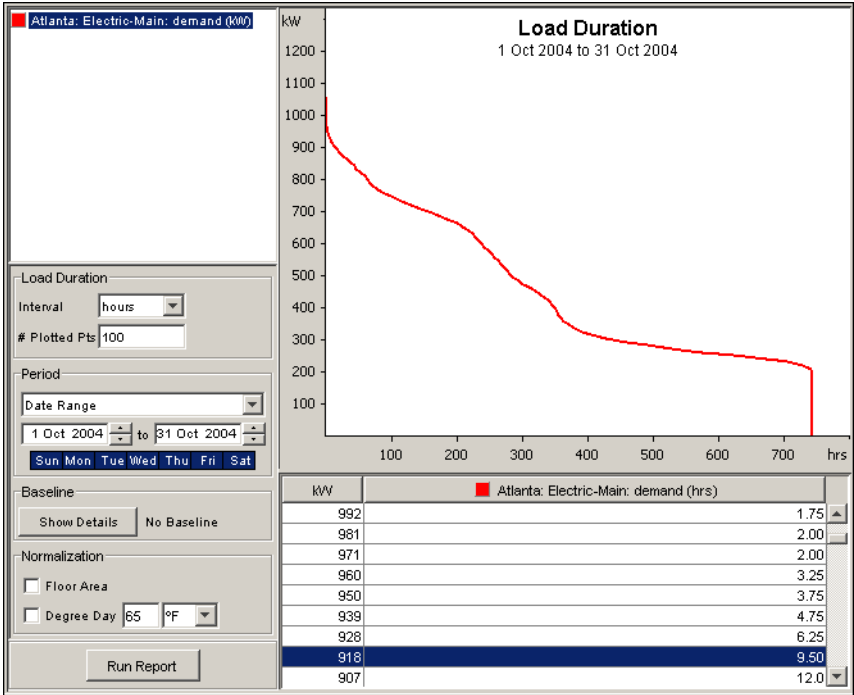 Atlanta: Electric-Main: demand (kW)
Load Duration
Interval hours
# Plotted Pts 100
Period
Date Range
1 Oct 2004 to 31 Oct 2004
Sun Mon Tue Wed Thu Fri Sat
Baseline
Show Details No Baseline
Normalization
Floor Area
Degree Day 65 °F
Run Report
Load Duration
1 Oct 2004 to 31 Oct 2004
kW
1200
1100
1000
900
800
700
600
500
400
300
200
100
100 200 300 400 500 600 700 hrs
kW Atlanta: Electric-Main: demand (hrs)
992 1.75
981 2.00
971 2.00
960 3.25
950 3.75
939 4.75
928 6.25
918 9.50
907 12.0